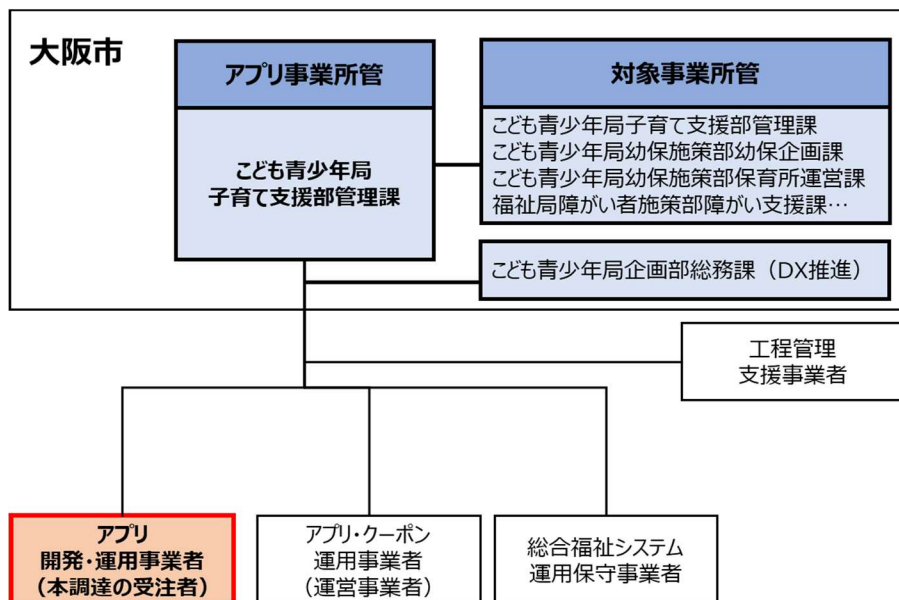 大阪市
アプリ事業所管
こども青少年局
子育て支援部管理課
対象事業所管
こども青少年局子育て支援部管理課
こども青少年局幼保施策部幼保企画課
こども青少年局幼保施策部保育所運営課
福祉局障がい者施策部障がい支援課…
こども青少年局企画部総務課（DX推進）
工程管理
支援事業者
アプリ
開発・運用事業者
（本調達の受注者）
アプリ・クーポン
運用事業者
（運営事業者）
総合福祉システム
運用保守事業者